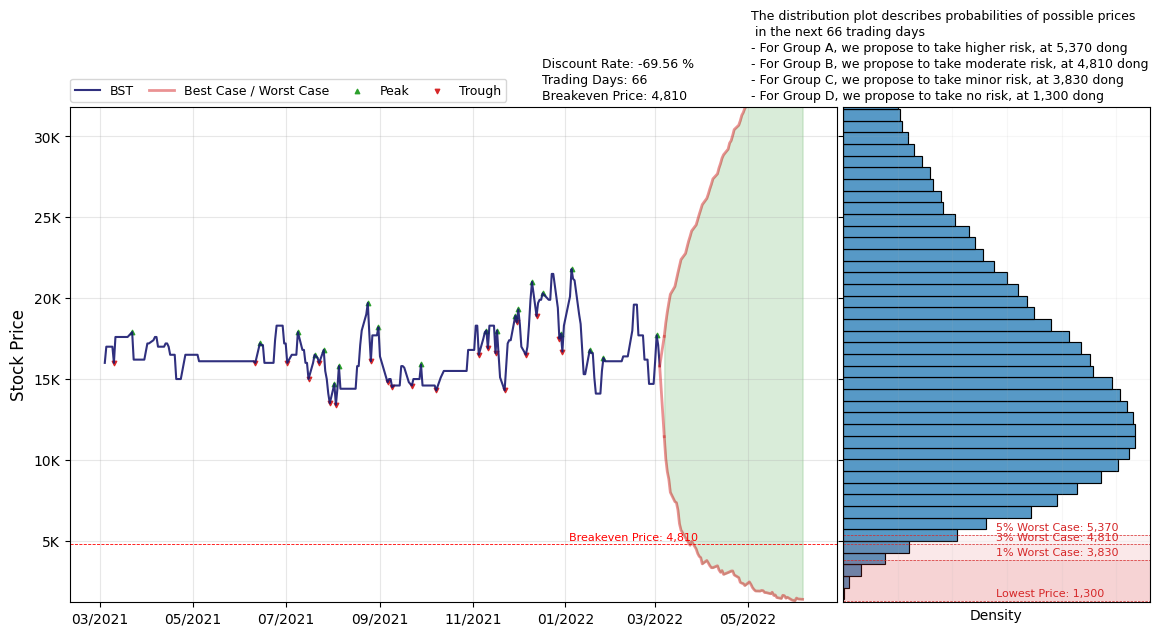 The distribution plot describes probabilities of possible prices
in the next 66 trading days
- For Group A, we propose to take higher risk, at 5,370 dong
- For Group B, we propose to take moderate risk, at 4,810 dong
- For Group C, we propose to take minor risk, at 3,830 dong
- For Group D, we propose to take no risk, at 1,300 dong
Discount Rate: -69.56 %
Trading Days: 66
Breakeven Price: 4,810
BST Best Case / Worst Case Peak Trough
Stock Price
30K
25K
20K
15K
10K
5K
Breakeven Price: 4,810
03/2021 05/2021 07/2021 09/2021 11/2021 01/2022 03/2022 05/2022
5% Worst Case: 5,370
3% Worst Case: 4,810
1% Worst Case: 3,830
Lowest Price: 1,300
Density